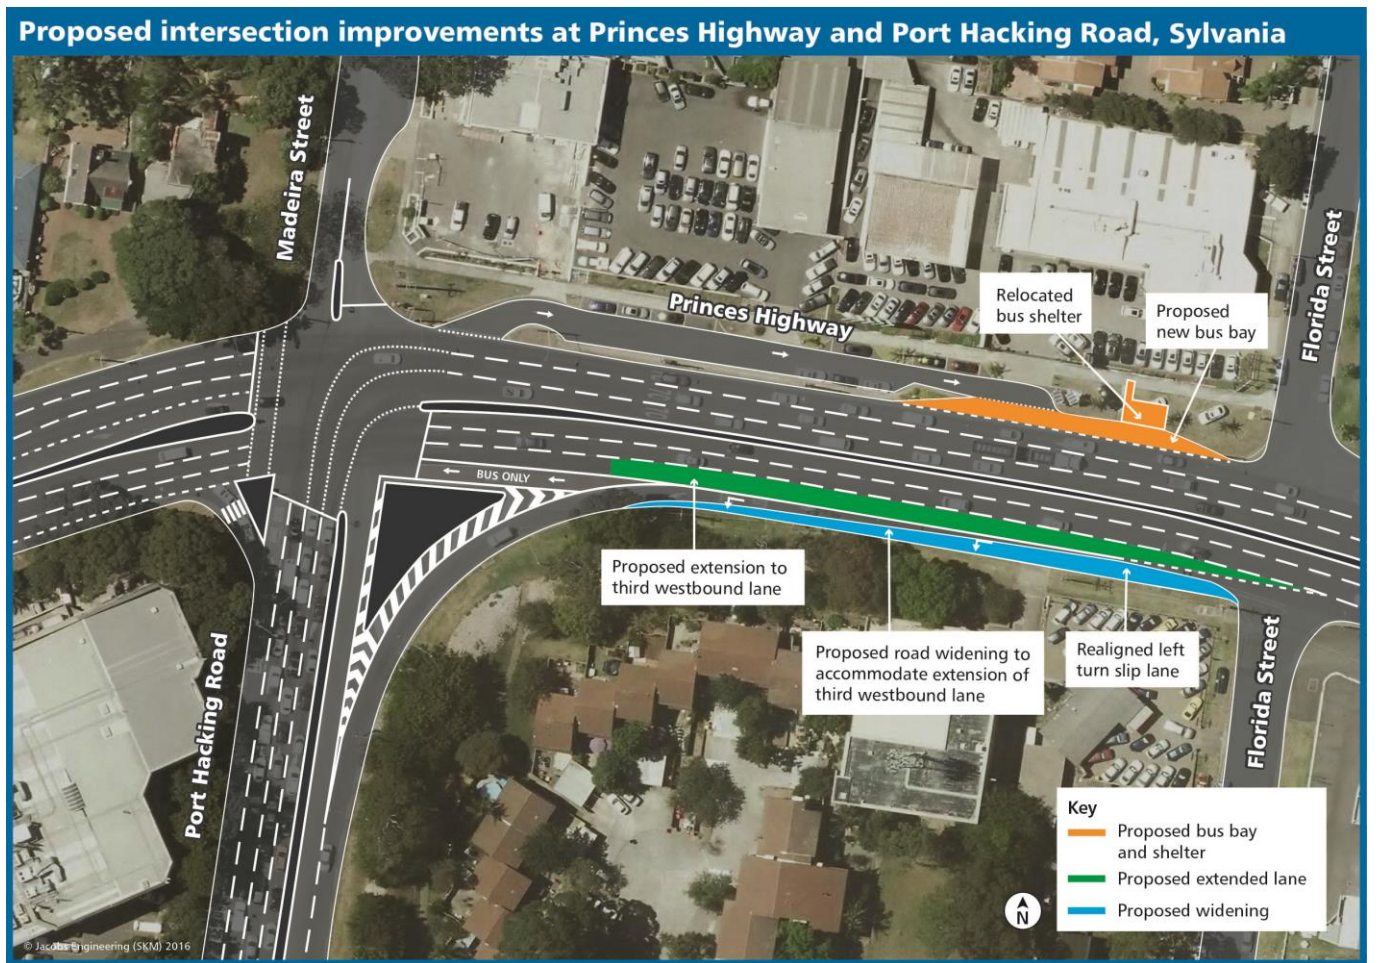 Proposed intersection improvements at Princes Highway and Port Hacking Road, Sylvania
Madeira Street
Princes Highway
Florida Street
Relocated
bus shelter
Proposed
new bus bay
BUS ONLY
Proposed extension to
third westbound lane
Proposed road widening to
accommodate extension of
third westbound lane
Realigned left
turn slip lane
Port Hacking Road
Florida Street
Key
Proposed bus bay
and shelter
Proposed extended lane
Proposed widening
N
© Jacobs Engineering (SKM) 2016